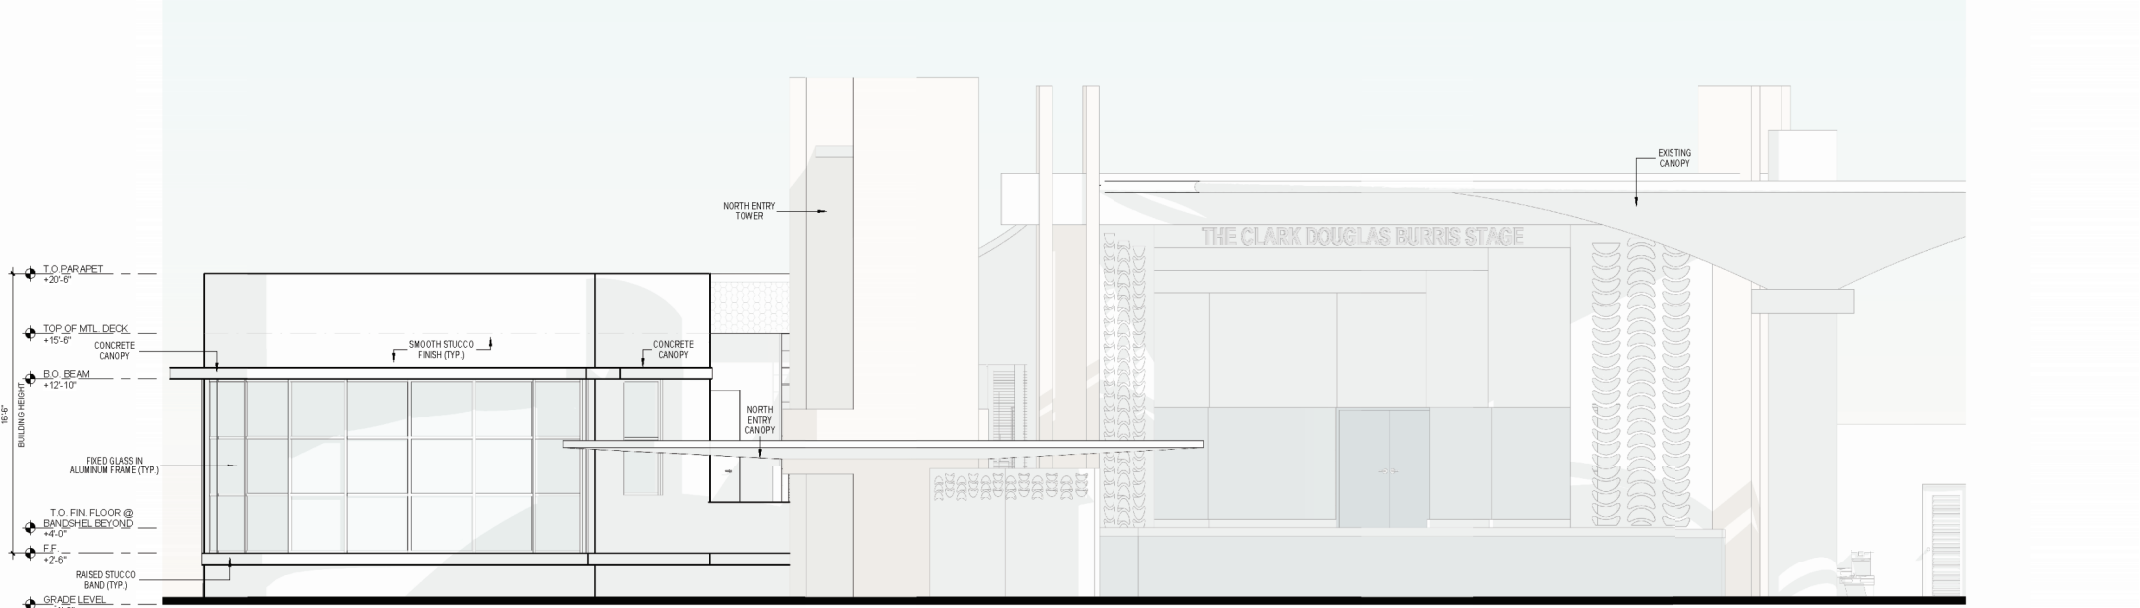 EXISTING
CANOPY
NORTH ENTRY
TOWER
THE CLARK DOUGLAS BURRIS STAGE
T.O. PARAPET
+20'-6"
TOP OF MTL. DECK
+15'-6"
CONCRETE
CANOPY
SMOOTH STUCCO
FINISH (TYP.)
CONCRETE
CANOPY
B.O. BEAM
+12'-10"
16'6"
BUILDING HEIGHT
NORTH
ENTRY
CANOPY
FIXED GLASS IN
ALUMINUM FRAME (TYP.)
T.O. FIN. FLOOR @
BANDSHEL BEYOND
+4'-0"
F.F.
+2'-6"
RAISED STUCCO
BAND (TYP.)
GRADE LEVEL